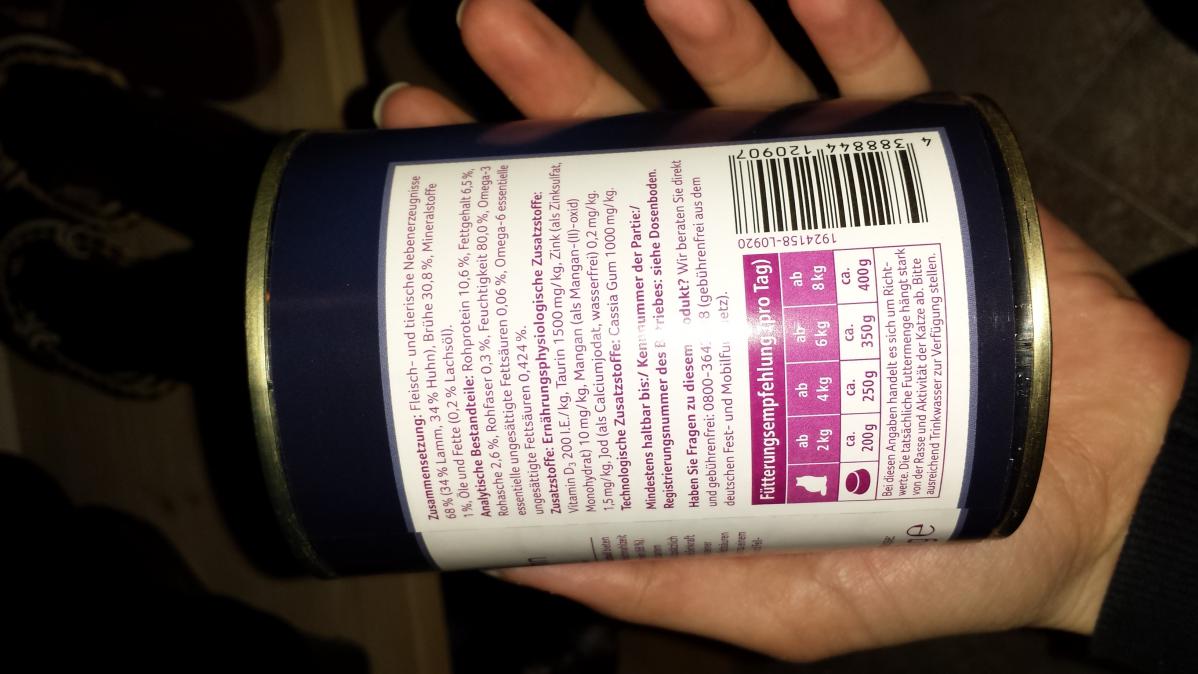 Zusammensetzung: Fleisch- und tierische Nebenerzeugnisse
68 % (34 % Lamm, 34 % Huhn), Brühe 30,8 %, Mineralstoffe
1 %, Öle und Fette (0,2 % Lachsöl).
Analytische Bestandteile: Rohprotein 10,6 %, Fettgehalt 6,5 %,
Rohasche 2,6 %, Rohfaser 0,3 %, Feuchtigkeit 80,0 %, Omega-3
essentielle ungesättigte Fettsäuren 0,06 %, Omega-6 essentielle
ungesättigte Fettsäuren 0,424 %.
Zusatzstoffe: Ernährungsphysiologische Zusatzstoffe:
Vitamin D₃ 200 I.E./kg, Taurin 1500 mg/kg, Zink (als Zinksulfat,
Monohydrat) 10 mg/kg, Mangan (als Mangan-(II)-oxid)
1,5 mg/kg, Jod (als Calciumjodat, wasserfrei) 0,2 mg/kg.
Technologische Zusatzstoffe: Cassia Gum 1000 mg/kg.
Mindestens haltbar bis:/ Kennnummer der Partie:/
Registrierungsnummer des Betriebes: siehe Dosenboden.
Haben Sie Fragen zu diesem Produkt? Wir beraten Sie direkt
und gebührenfrei: 0800-364 8 (gebührenfrei aus dem
deutschen Fest- und Mobilfunknetz).
Fütterungsempfehlung (pro Tag)
ab 2 kg
ab 4 kg
ab 6 kg
ab 8 kg
ca. 200 g
ca. 250 g
ca. 350 g
ca. 400 g
Bei diesen Angaben handelt es sich um Richt-
werte. Die tatsächliche Futtermenge hängt stark
von der Rasse und Aktivität der Katze ab. Bitte
ausreichend Trinkwasser zur Verfügung stellen.
1924158-L0920
4 388844 120907